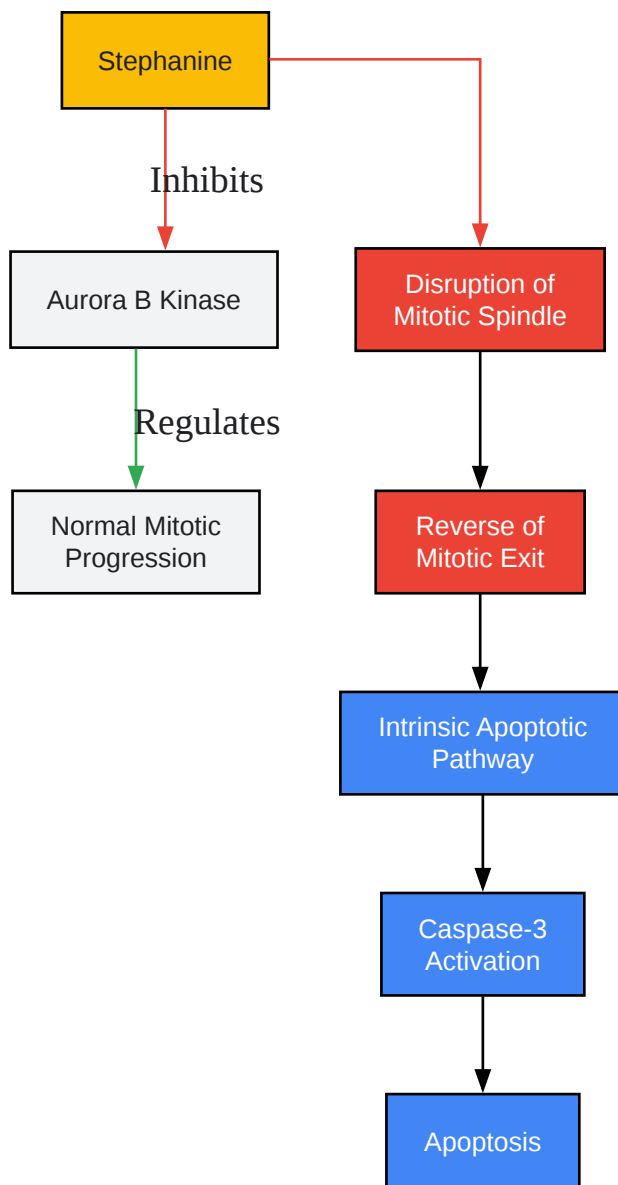 Stephanine
Inhibits
Aurora B Kinase
Disruption of
Mitotic Spindle
Regulates
Normal Mitotic
Progression
Reverse of
Mitotic Exit
Intrinsic Apoptotic
Pathway
Caspase-3
Activation
Apoptosis